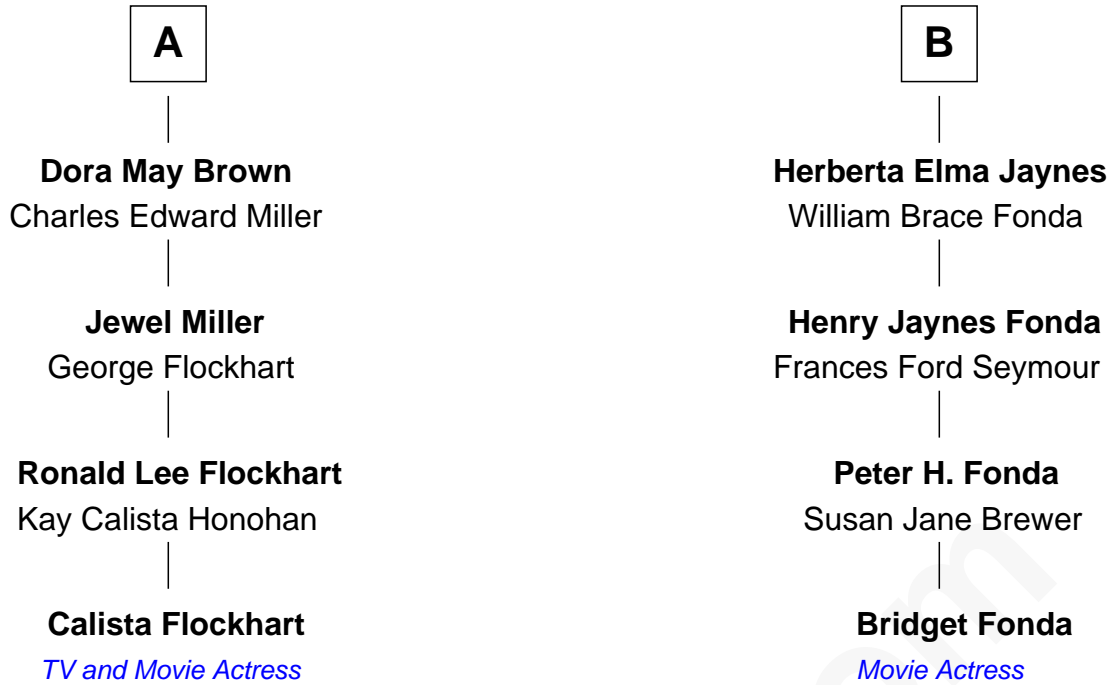 A
Dora May Brown
Charles Edward Miller
Jewel Miller
George Flockhart
Ronald Lee Flockhart
Kay Calista Honohan
Calista Flockhart
TV and Movie Actress
B
Herberta Elma Jaynes
William Brace Fonda
Henry Jaynes Fonda
Frances Ford Seymour
Peter H. Fonda
Susan Jane Brewer
Bridget Fonda
Movie Actress